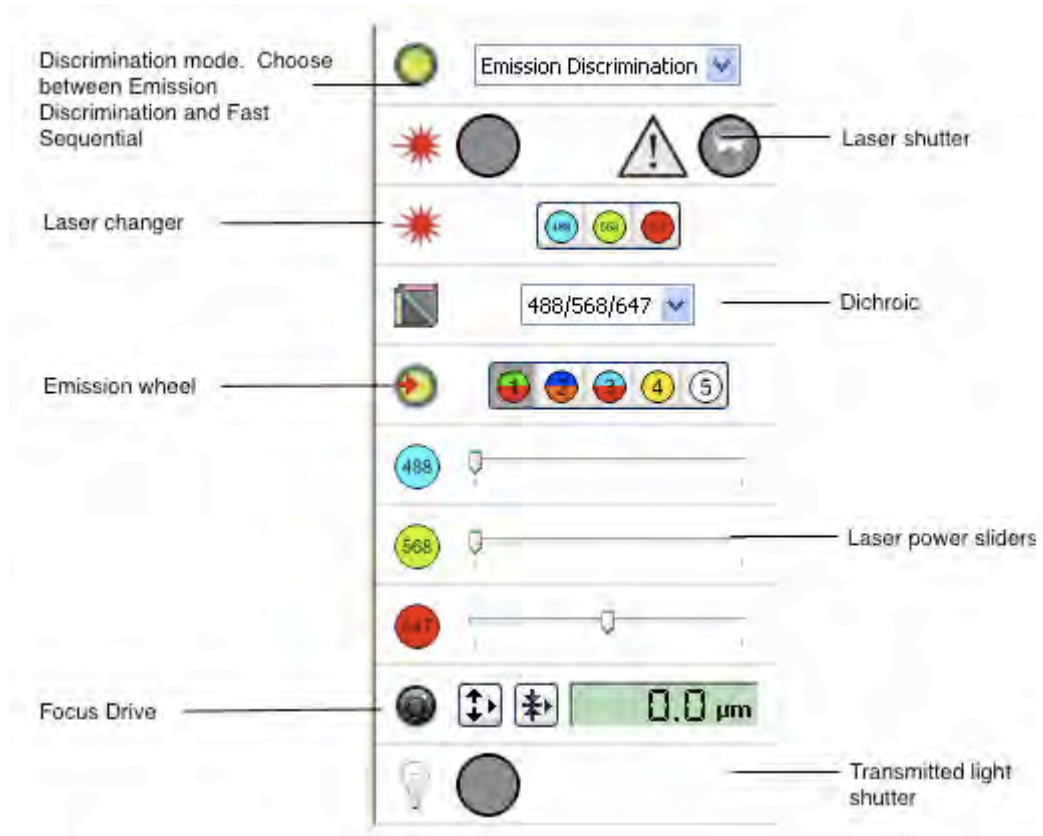 Discrimination mode. Choose
between Emission
Discrimination and Fast
Sequential
Emission Discrimination
Laser shutter
Laser changer
488 568
488/568/647
Dichroic
Emission wheel
1 2 3 4 5
488
568
Laser power sliders
647
Focus Drive
0.0 µm
Transmitted light
shutter